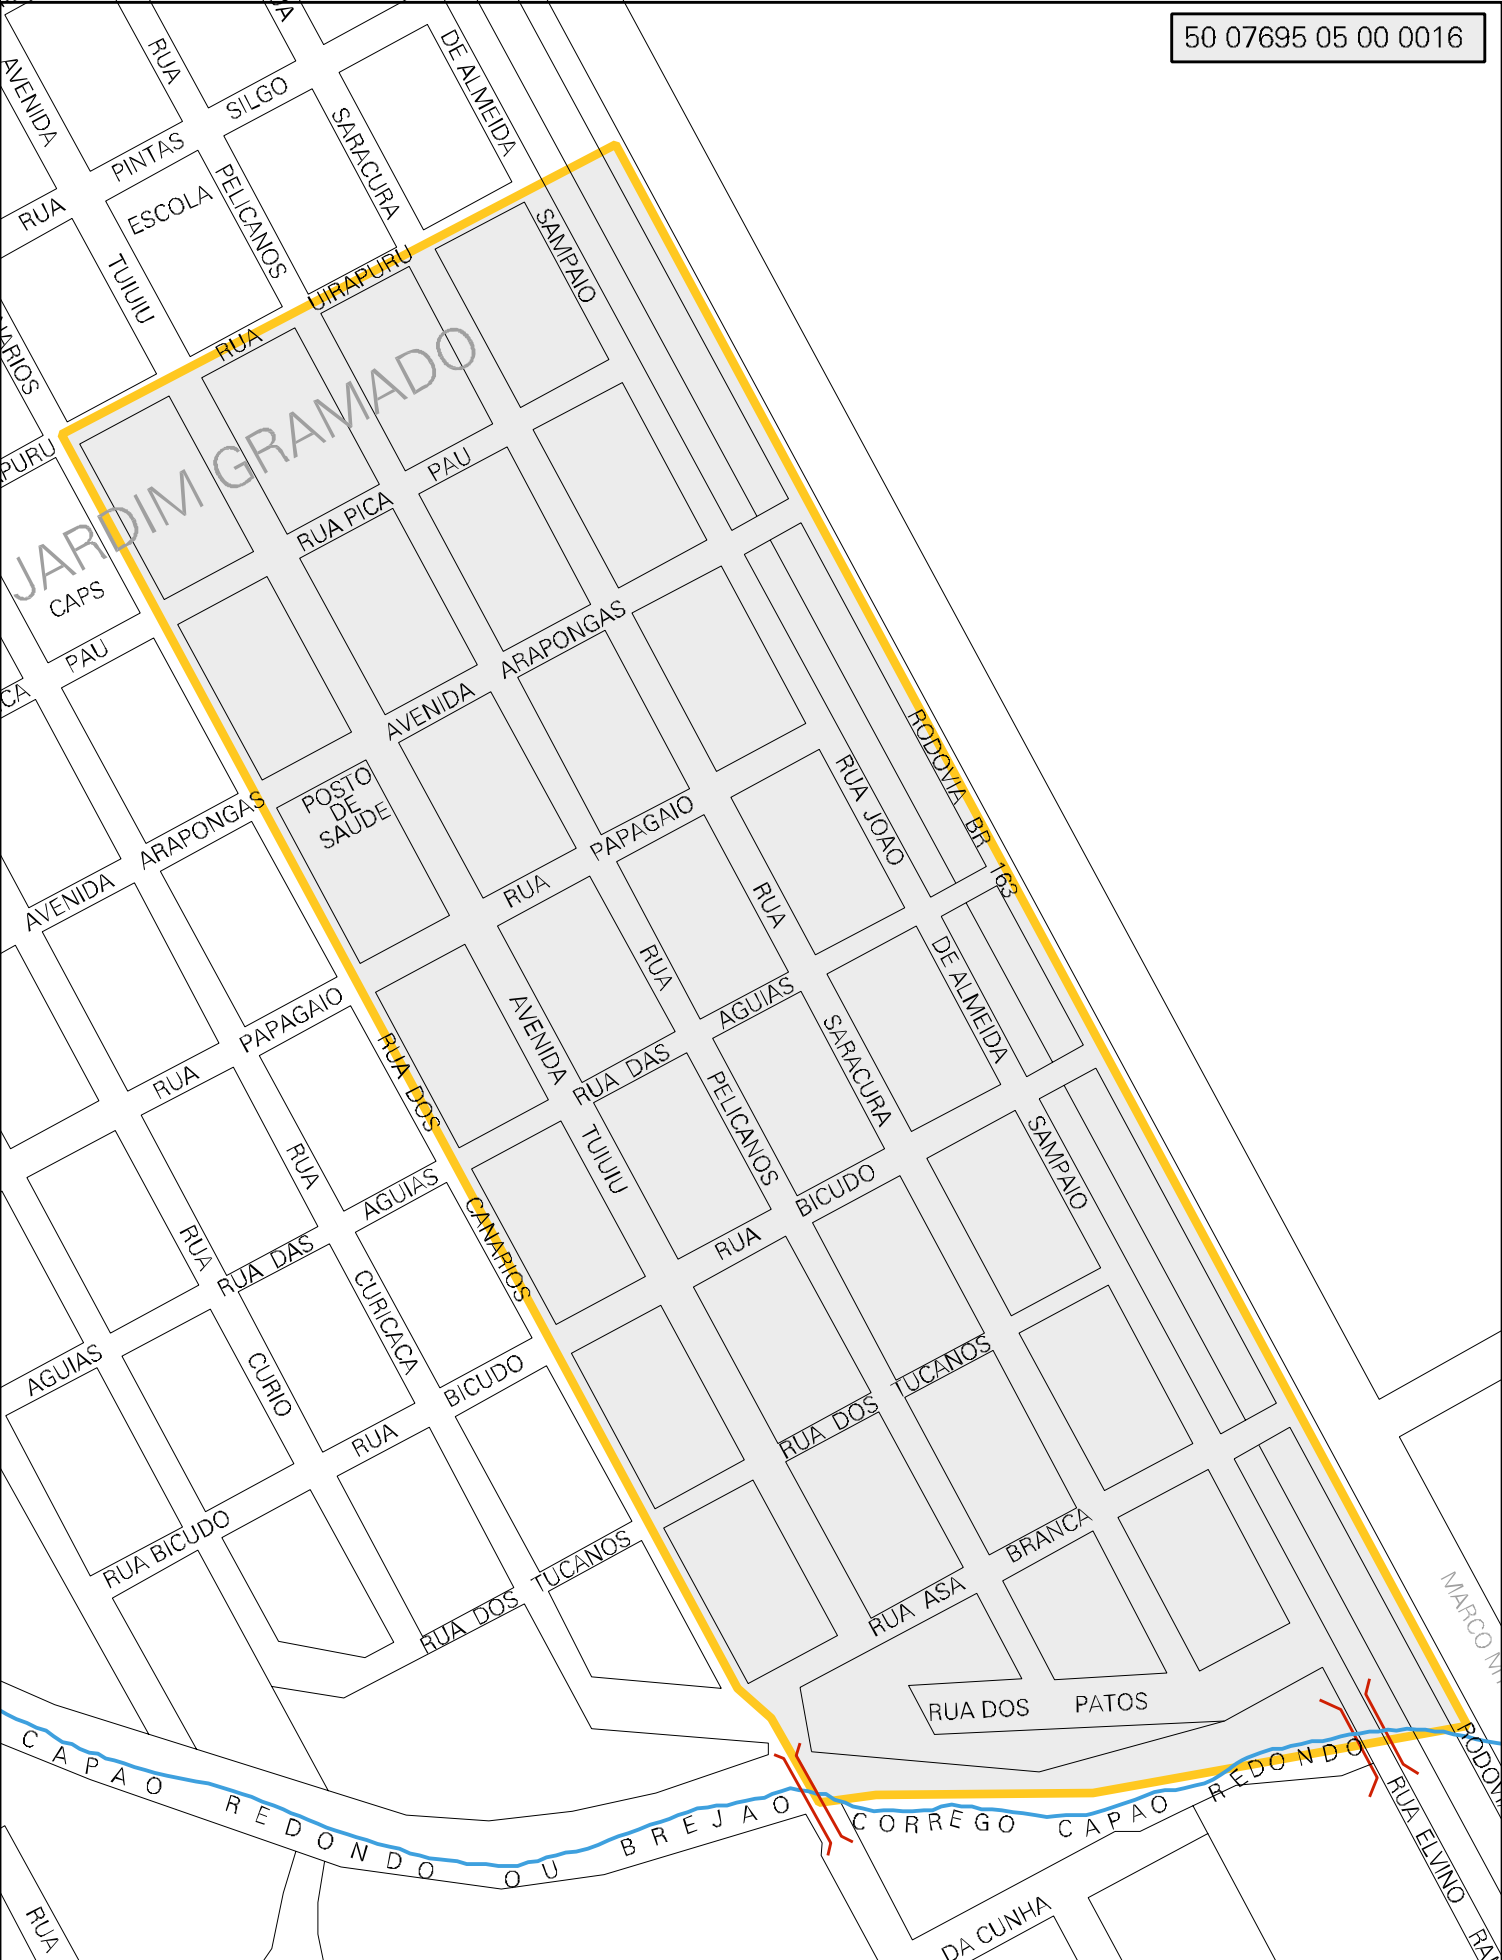 50 07695 05 00 0016
AVENIDA
RUA
SILGO
PINTAS
DE ALMEIDA
SARACURA
PELICANOS
ESCOLA
RUA
TUIUIU
SAMPAIO
RUA UIRAPURU
JARDIM GRAMADO
CAPS
PAU
RUA PICA
PAU
AVENIDA
ARAPONGAS
AVENIDA
ARAPONGAS
POSTO
DE
SAUDE
RUA
PAPAGAIO
RUA JOAO
RODOVIA BR 163
RUA
PAPAGAIO
RUA
RUA
AVENIDA
RUA DAS
AGUIAS
DE ALMEIDA
SARACURA
RUA DOS
CANARIOS
PELICANOS
TUIUIU
SAMPAIO
RUA
BICUDO
RUA
RUA
RUA DAS
AGUIAS
CURICACA
CURIO
AGUIAS
RUA
BICUDO
RUA DOS
TUCANOS
RUA BICUDO
RUA DOS
TUCANOS
RUA ASA
BRANCA
RUA DOS PATOS
CAPAO REDONDO OU BREJAO
CORREGO CAPAO REDONDO
RUA ELVINO
DA CUNHA
RUA